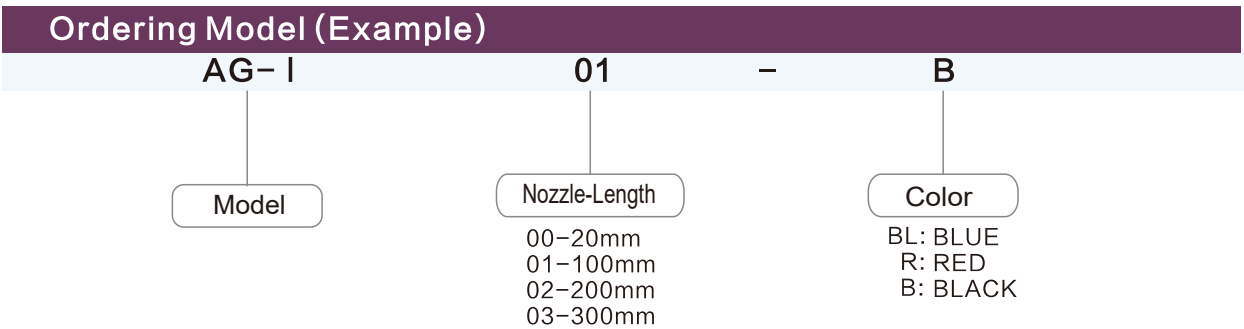 Ordering Model (Example)
AG-I 01 - B
Model
Nozzle-Length
00-20mm
01-100mm
02-200mm
03-300mm
Color
BL: BLUE
R: RED
B: BLACK